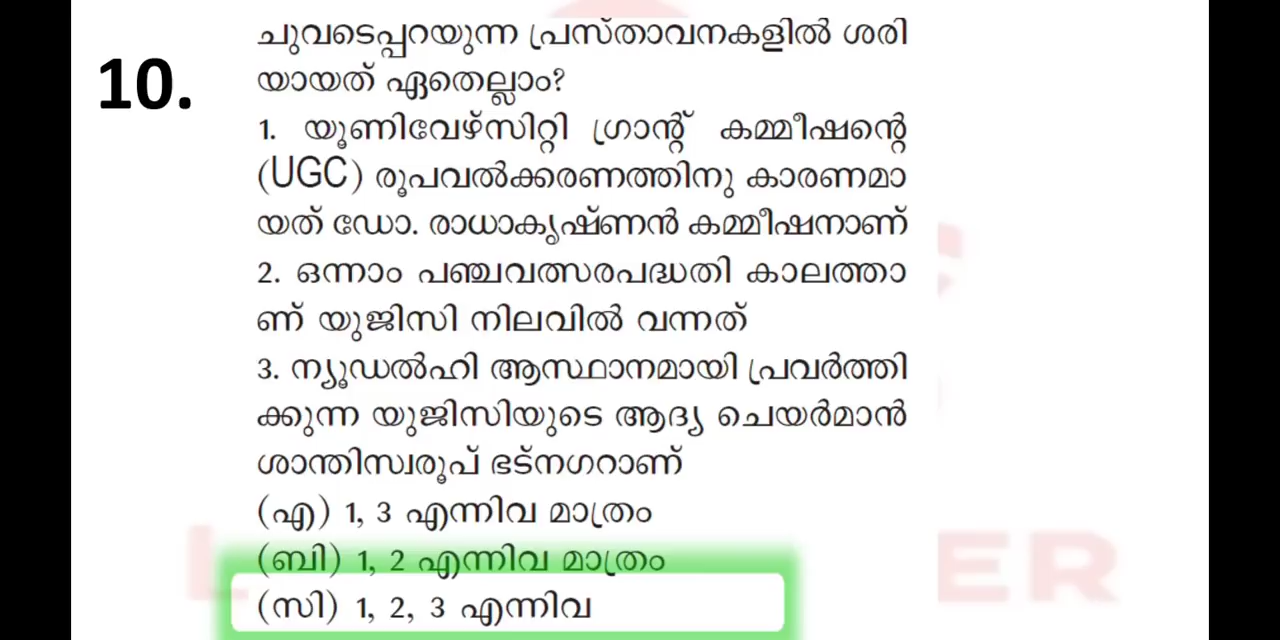 ചുവടെപ്പറയുന്ന പ്രസ്താവനകളിൽ ശരി
10.
യായത് ഏതെല്ലാം?
1. യൂണിവേഴ്സിറ്റി ഗ്രാന്റ് കമ്മീഷന്റെ
(UGC) രൂപവൽക്കരണത്തിനു കാരണമാ
യത് ഡോ. രാധാകൃഷ്ണൻ കമ്മീഷനാണ്
2. ഒന്നാം പഞ്ചവത്സരപദ്ധതി കാലത്താ
ണ് യുജിസി നിലവിൽ വന്നത്
3. ന്യൂഡൽഹി ആസ്ഥാനമായി പ്രവർത്തി
ക്കുന്ന യുജിസിയുടെ ആദ്യ ചെയർമാൻ
ശാന്തിസ്വരൂപ് ഭട്നഗറാണ്
(എ) 1, 3 എന്നിവ മാത്രം
(ബി) 1, 2 എന്നിവ മാത്രം
(സി) 1, 2, 3 എന്നിവ